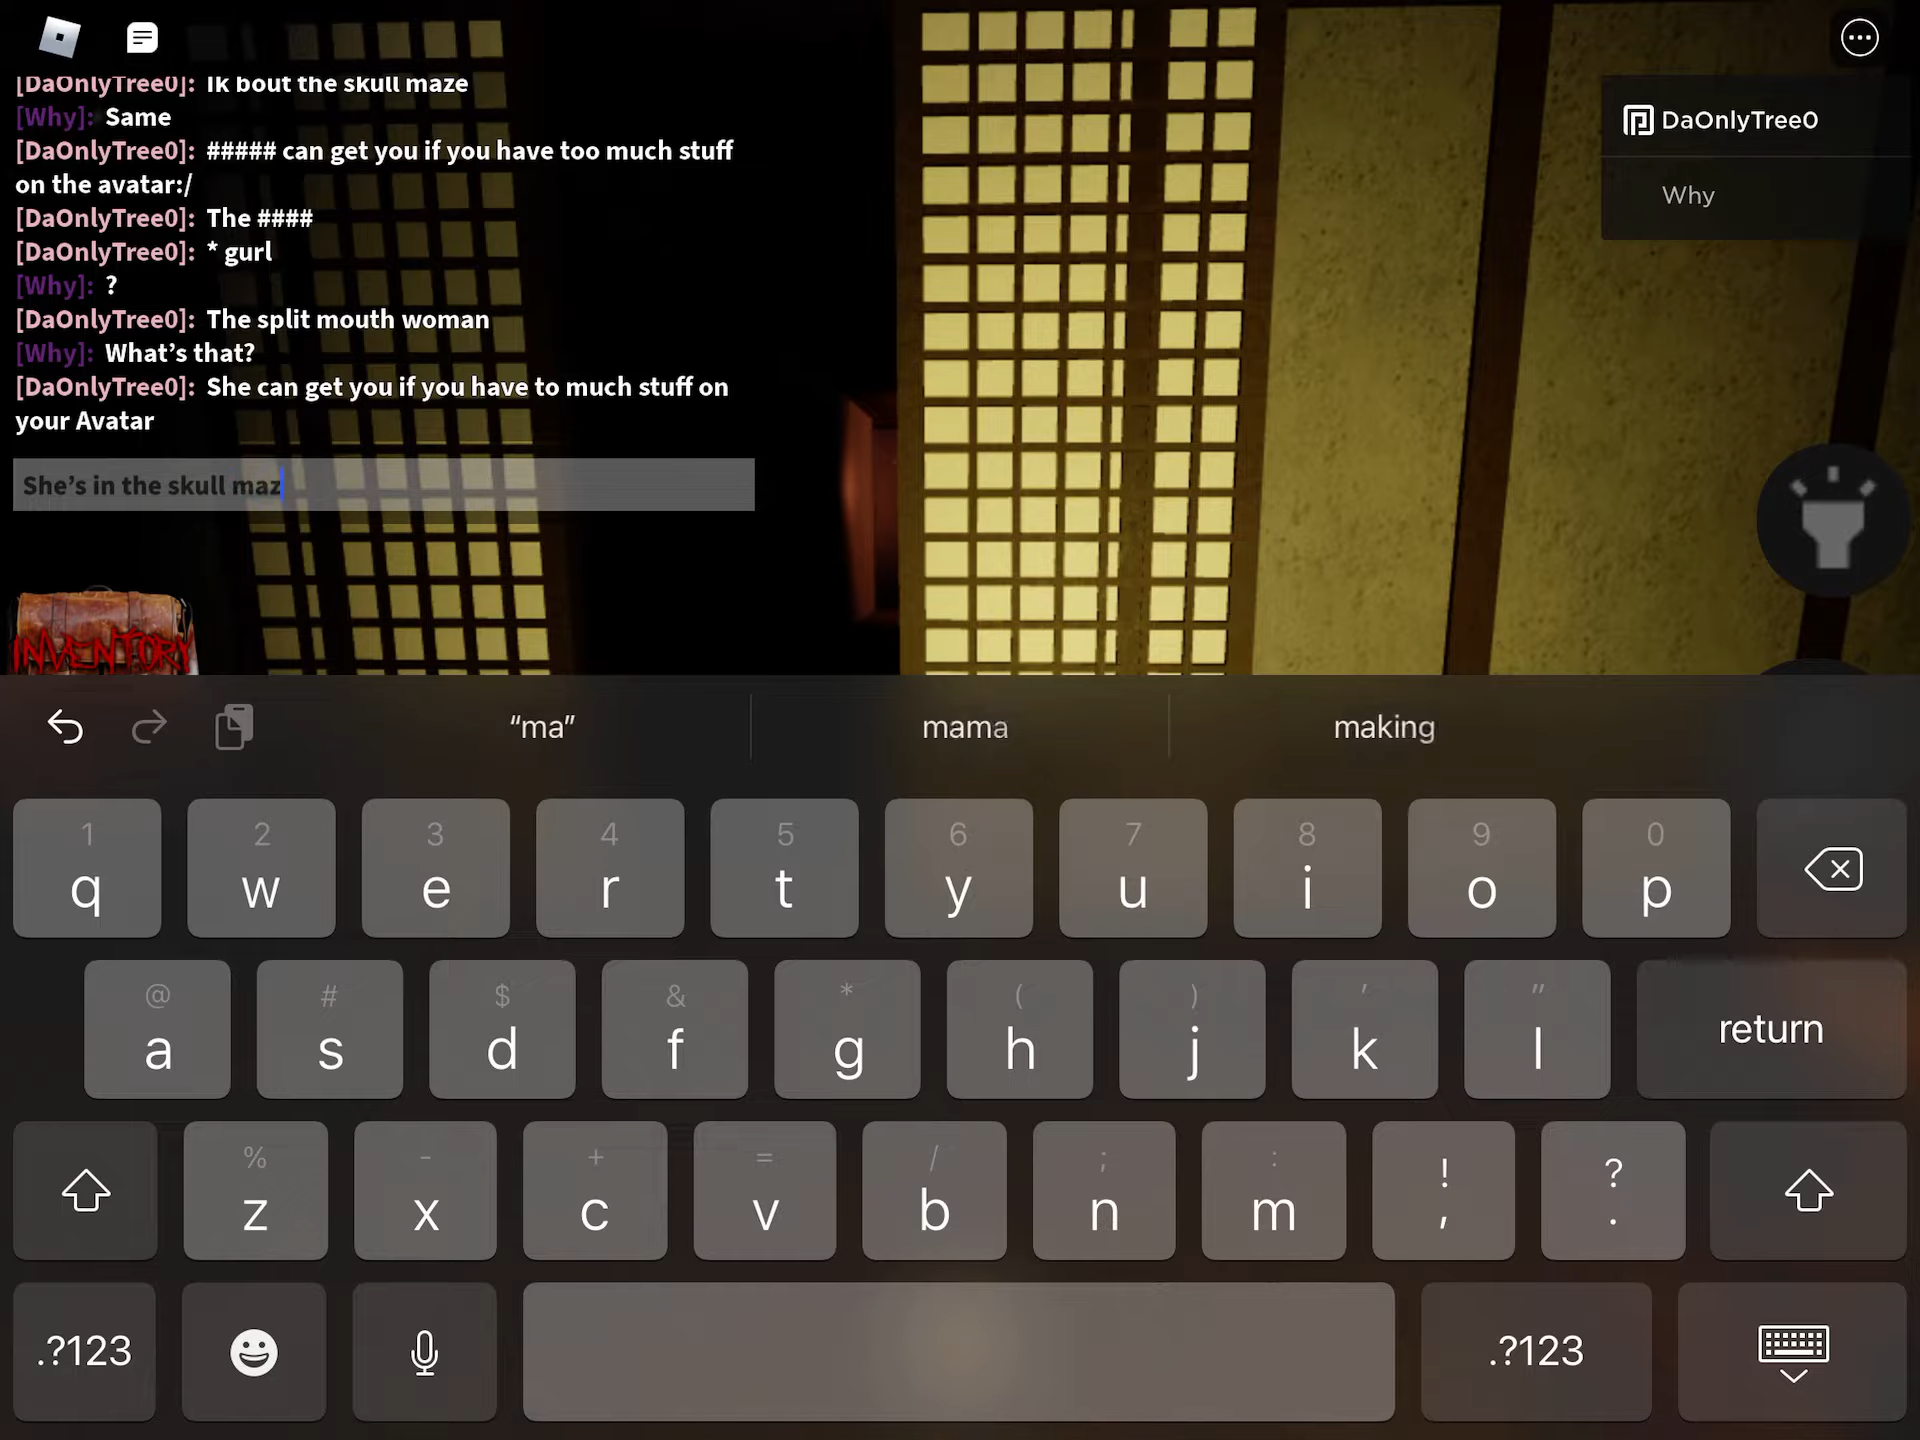 [DaOnlyTree0]: Ik bout the skull maze
[Why]: Same
[DaOnlyTree0]: ##### can get you if you have too much stuff
on the avatar:/
[DaOnlyTree0]: The ####
[DaOnlyTree0]: * gurl
[Why]: ?
[DaOnlyTree0]: The split mouth woman
[Why]: What’s that?
[DaOnlyTree0]: She can get you if you have to much stuff on
your Avatar
She’s in the skull maz
DaOnlyTree0
Why
INVENTORY
“ma” mama making
1 2 3 4 5 6 7 8 9 0
q w e r t y u i o p
@ # $ & * ( ) ' "
a s d f g h j k l return
% - + = / ; : ! ?
z x c v b n m , .
.?123 .?123